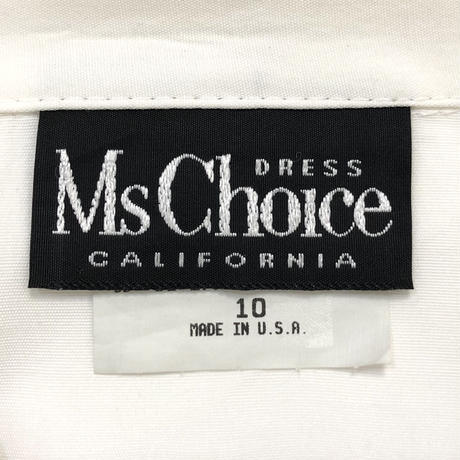 DRESS
Ms Choice
CALIFORNIA
10
MADE IN U.S.A.